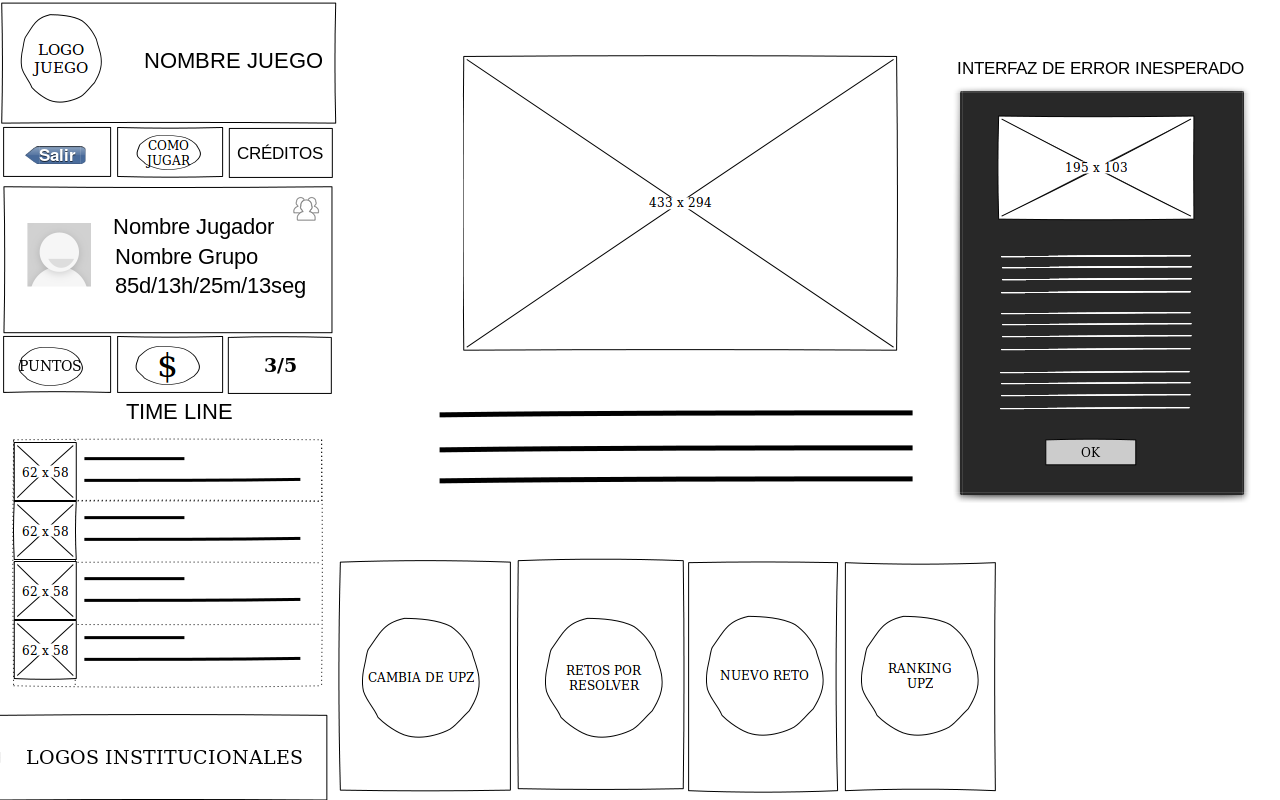 LOGO
JUEGO
NOMBRE JUEGO
Salir
COMO
JUGAR
CRÉDITOS
Nombre Jugador
Nombre Grupo
85d/13h/25m/13seg
PUNTOS
$
3/5
TIME LINE
62 x 58
62 x 58
62 x 58
62 x 58
LOGOS INSTITUCIONALES
433 x 294
CAMBIA DE UPZ
RETOS POR
RESOLVER
NUEVO RETO
RANKING
UPZ
INTERFAZ DE ERROR INESPERADO
195 x 103
OK